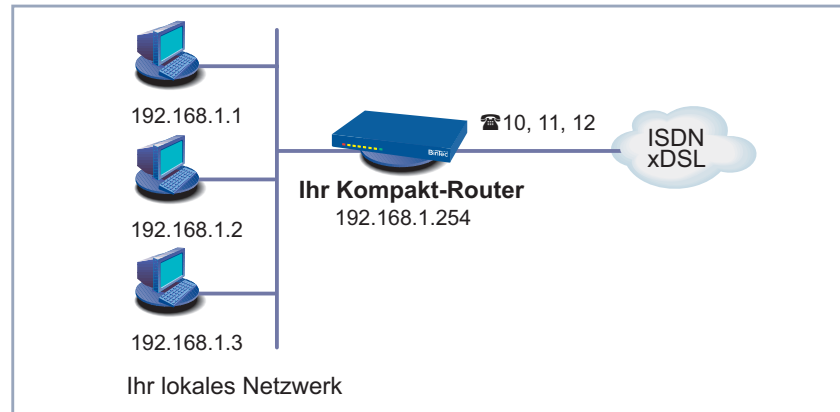 192.168.1.1
192.168.1.2
192.168.1.3
Ihr lokales Netzwerk
BinTec
Ihr Kompakt-Router
192.168.1.254
☎10, 11, 12
ISDN
xDSL